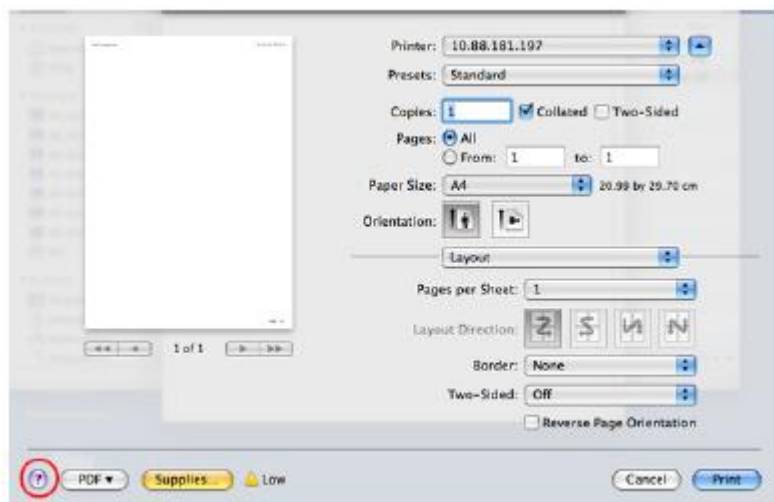 Printer: 10.88.181.197
Presets: Standard
Copies: 1 Collated Two-Sided
Pages: All
From: 1 to: 1
Paper Size: A4 20.99 by 29.70 cm
Orientation:
Layout
Pages per Sheet: 1
Layout Direction:
1 of 1
Border: None
Two-Sided: Off
Reverse Page Orientation
? PDF Supplies... Low Cancel Print